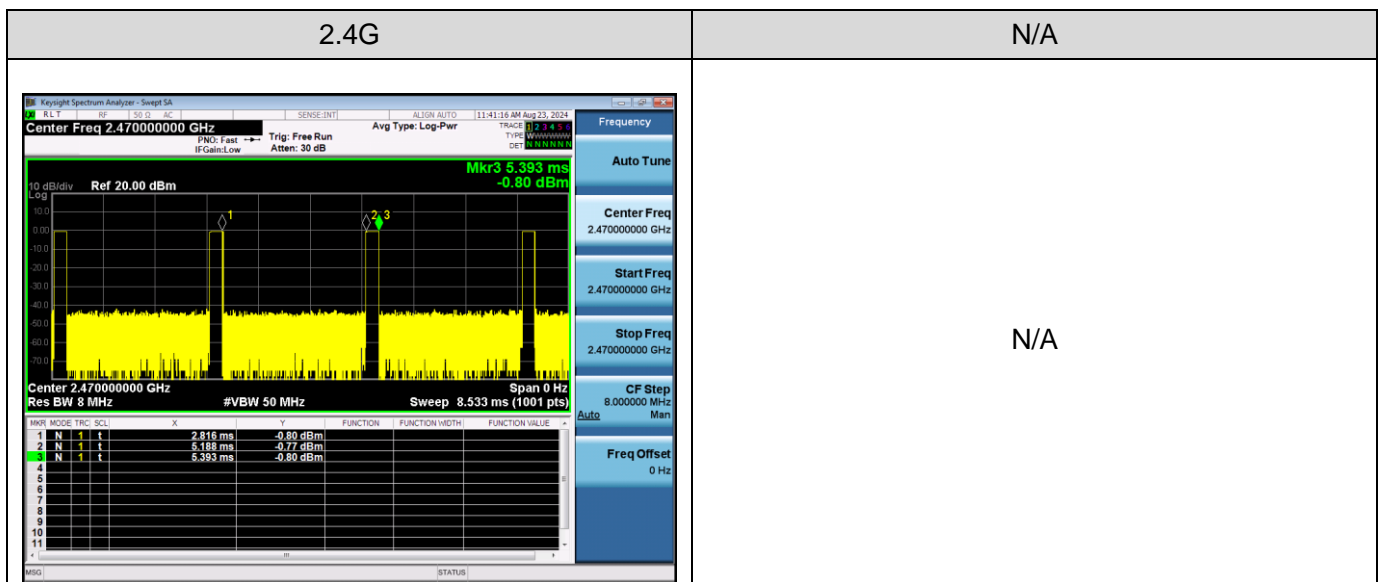 2.4G
N/A
Keysight Spectrum Analyzer - Swept SA
RLT RF 50 Ω AC SENSE:INT ALIGN AUTO 11:41:16 AM Aug 23, 2024
Center Freq 2.470000000 GHz
PNO: Fast
IFGain:Low
Trig: Free Run
Atten: 30 dB
Avg Type: Log-Pwr
TRACE 1 2 3 4 5 6
TYPE WWWWWW
DET N N N N N N
Mkr3 5.393 ms
-0.80 dBm
10 dB/div Ref 20.00 dBm
Log
10.0
0.00
-10.0
-20.0
-30.0
-40.0
-50.0
-60.0
-70.0
1
2 3
Center 2.470000000 GHz Span 0 Hz
Res BW 8 MHz #VBW 50 MHz Sweep 8.533 ms (1001 pts)
MKR MODE TRC SCL X Y FUNCTION FUNCTION WIDTH FUNCTION VALUE
1 N 1 t 2.816 ms -0.80 dBm
2 N 1 t 5.188 ms -0.77 dBm
3 N 1 t 5.393 ms -0.80 dBm
4
5
6
7
8
9
10
11
MSG STATUS
Frequency
Auto Tune
Center Freq
2.470000000 GHz
Start Freq
2.470000000 GHz
Stop Freq
2.470000000 GHz
CF Step
8.000000 MHz
Auto Man
Freq Offset
0 Hz
N/A